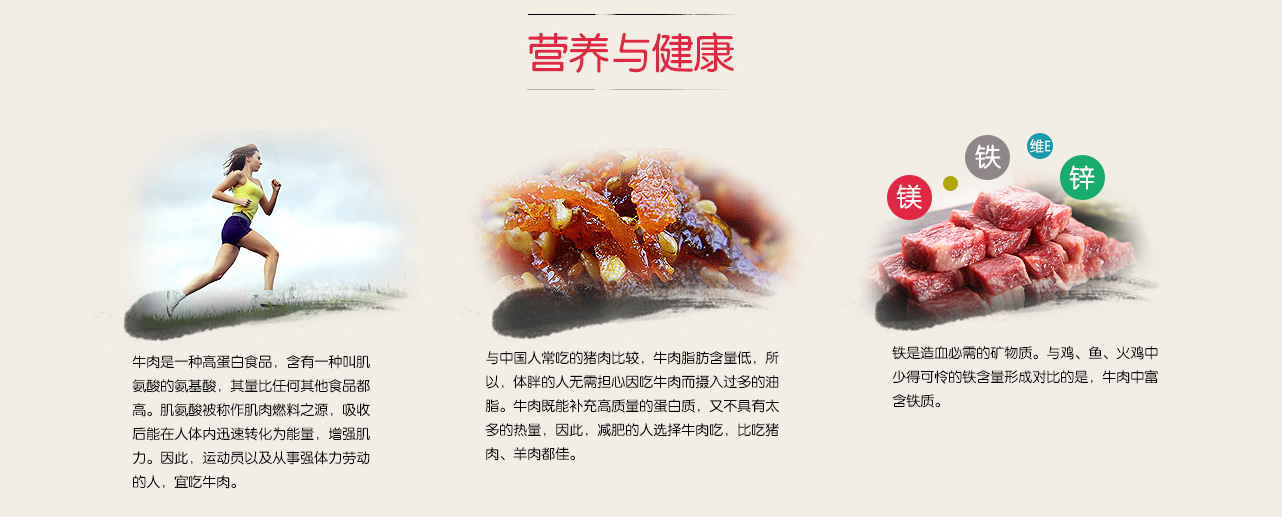 营养与健康
牛肉是一种高蛋白食品，含有一种叫肌
氨酸的氨基酸，其量比任何其他食品都
高。肌氨酸被称作肌肉燃料之源，吸收
后能在人体内迅速转化为能量，增强肌
力。因此，运动员以及从事强体力劳动
的人，宜吃牛肉。
与中国人常吃的猪肉比较，牛肉脂肪含量低，所
以，体胖的人无需担心因吃牛肉而摄入过多的油
脂。牛肉既能补充高质量的蛋白质，又不具有太
多的热量，因此，减肥的人选择牛肉吃，比吃猪
肉、羊肉都佳。
镁
铁
维E
锌
铁是造血必需的矿物质。与鸡、鱼、火鸡中
少得可怜的铁含量形成对比的是，牛肉中富
含铁质。